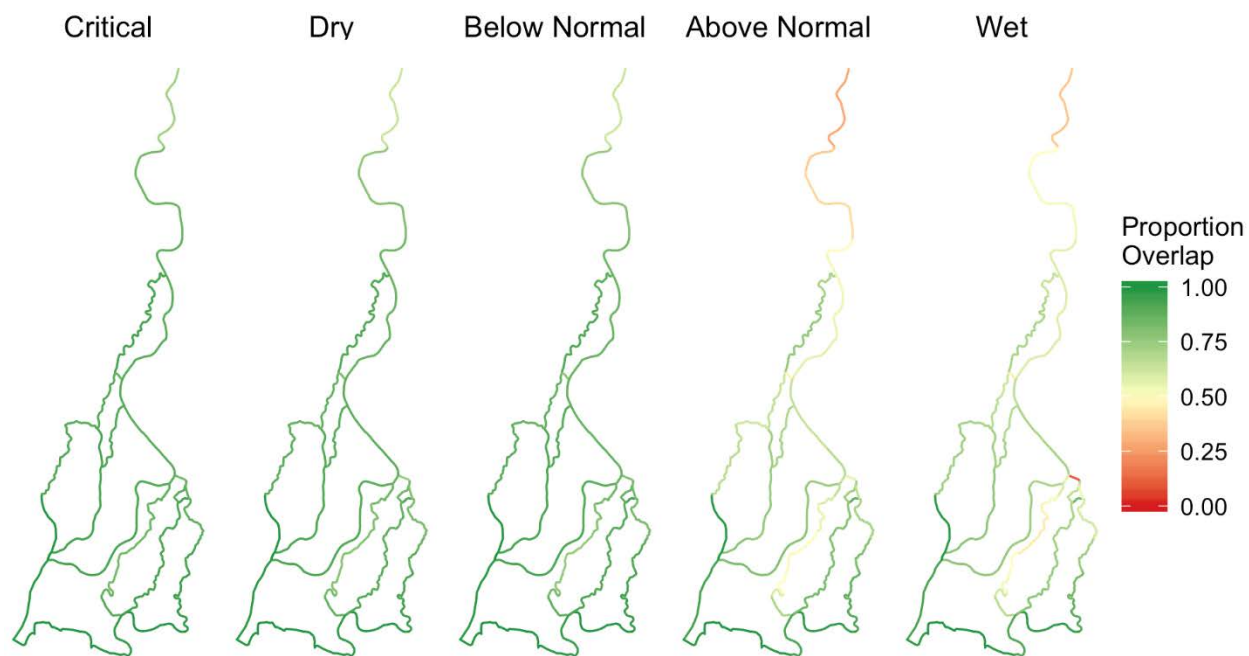 Critical
Dry
Below Normal
Above Normal
Wet
Proportion
Overlap
1.00
0.75
0.50
0.25
0.00